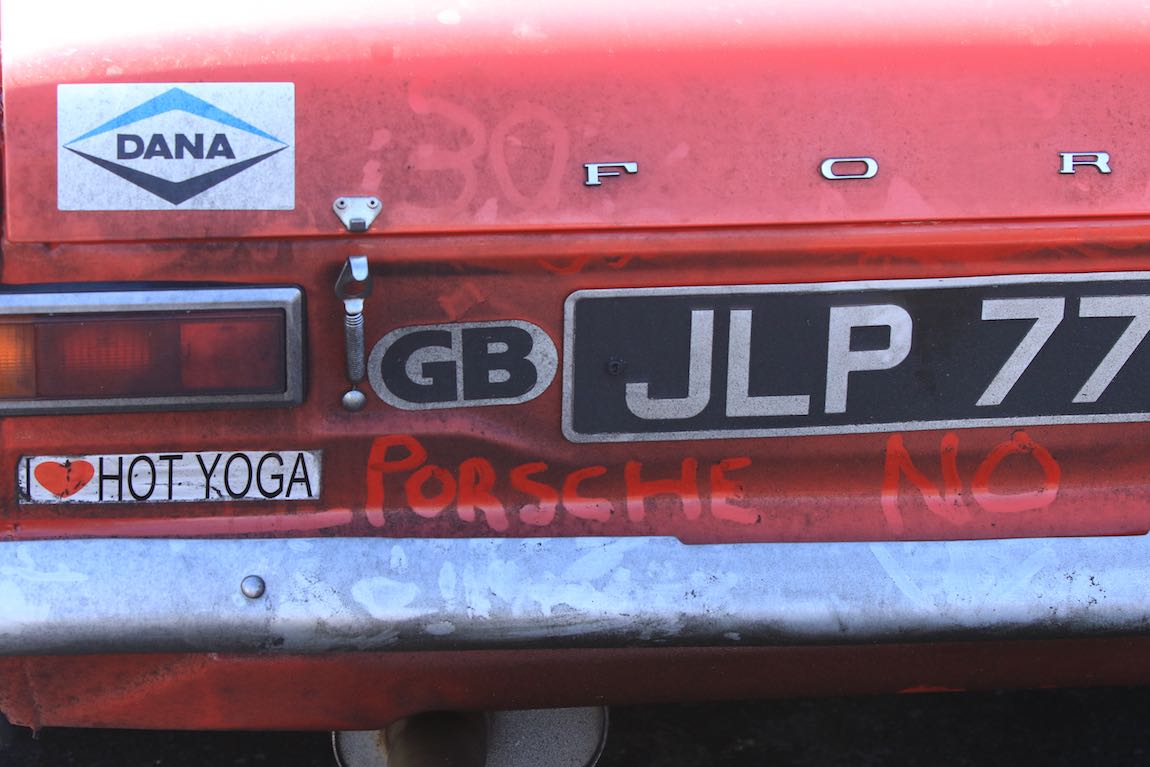 DANA
30
F O R
GB
JLP 77
I ❤ HOT YOGA
PORSCHE NO